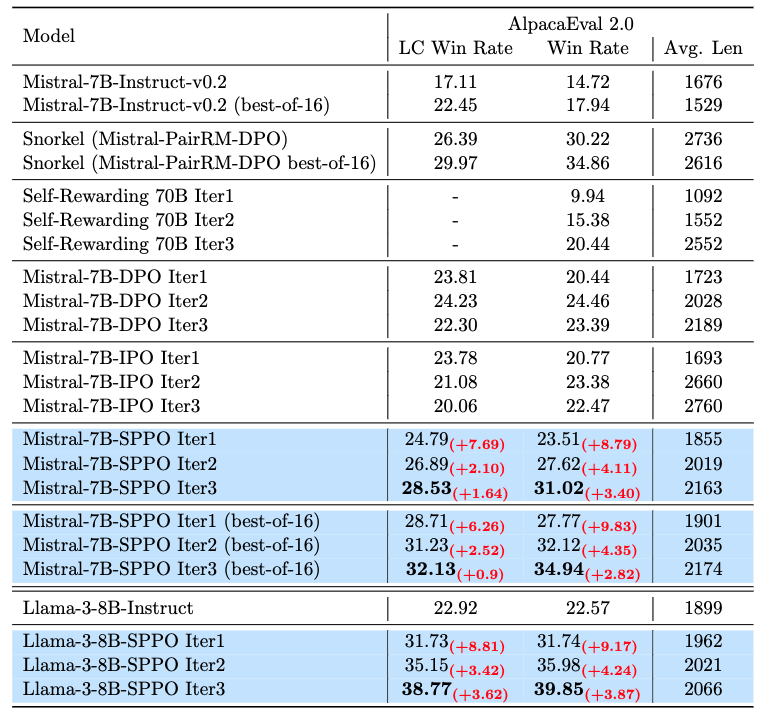 Model AlpacaEval 2.0
LC Win Rate Win Rate Avg. Len
Mistral-7B-Instruct-v0.2 17.11 14.72 1676
Mistral-7B-Instruct-v0.2 (best-of-16) 22.45 17.94 1529
Snorkel (Mistral-PairRM-DPO) 26.39 30.22 2736
Snorkel (Mistral-PairRM-DPO best-of-16) 29.97 34.86 2616
Self-Rewarding 70B Iter1 - 9.94 1092
Self-Rewarding 70B Iter2 - 15.38 1552
Self-Rewarding 70B Iter3 - 20.44 2552
Mistral-7B-DPO Iter1 23.81 20.44 1723
Mistral-7B-DPO Iter2 24.23 24.46 2028
Mistral-7B-DPO Iter3 22.30 23.39 2189
Mistral-7B-IPO Iter1 23.78 20.77 1693
Mistral-7B-IPO Iter2 21.08 23.38 2660
Mistral-7B-IPO Iter3 20.06 22.47 2760
Mistral-7B-SPPO Iter1 24.79(+7.69) 23.51(+8.79) 1855
Mistral-7B-SPPO Iter2 26.89(+2.10) 27.62(+4.11) 2019
Mistral-7B-SPPO Iter3 28.53(+1.64) 31.02(+3.40) 2163
Mistral-7B-SPPO Iter1 (best-of-16) 28.71(+6.26) 27.77(+9.83) 1901
Mistral-7B-SPPO Iter2 (best-of-16) 31.23(+2.52) 32.12(+4.35) 2035
Mistral-7B-SPPO Iter3 (best-of-16) 32.13(+0.9) 34.94(+2.82) 2174
Llama-3-8B-Instruct 22.92 22.57 1899
Llama-3-8B-SPPO Iter1 31.73(+8.81) 31.74(+9.17) 1962
Llama-3-8B-SPPO Iter2 35.15(+3.42) 35.98(+4.24) 2021
Llama-3-8B-SPPO Iter3 38.77(+3.62) 39.85(+3.87) 2066